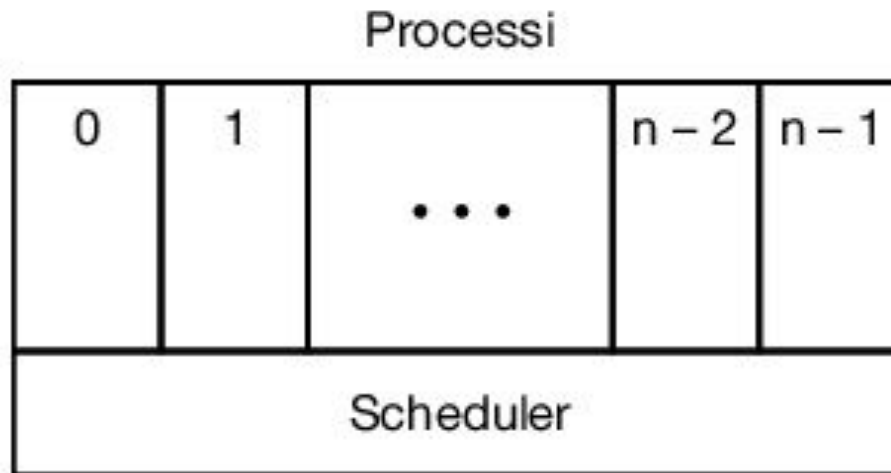 Processi
0 1 • • • n – 2 n – 1
Scheduler